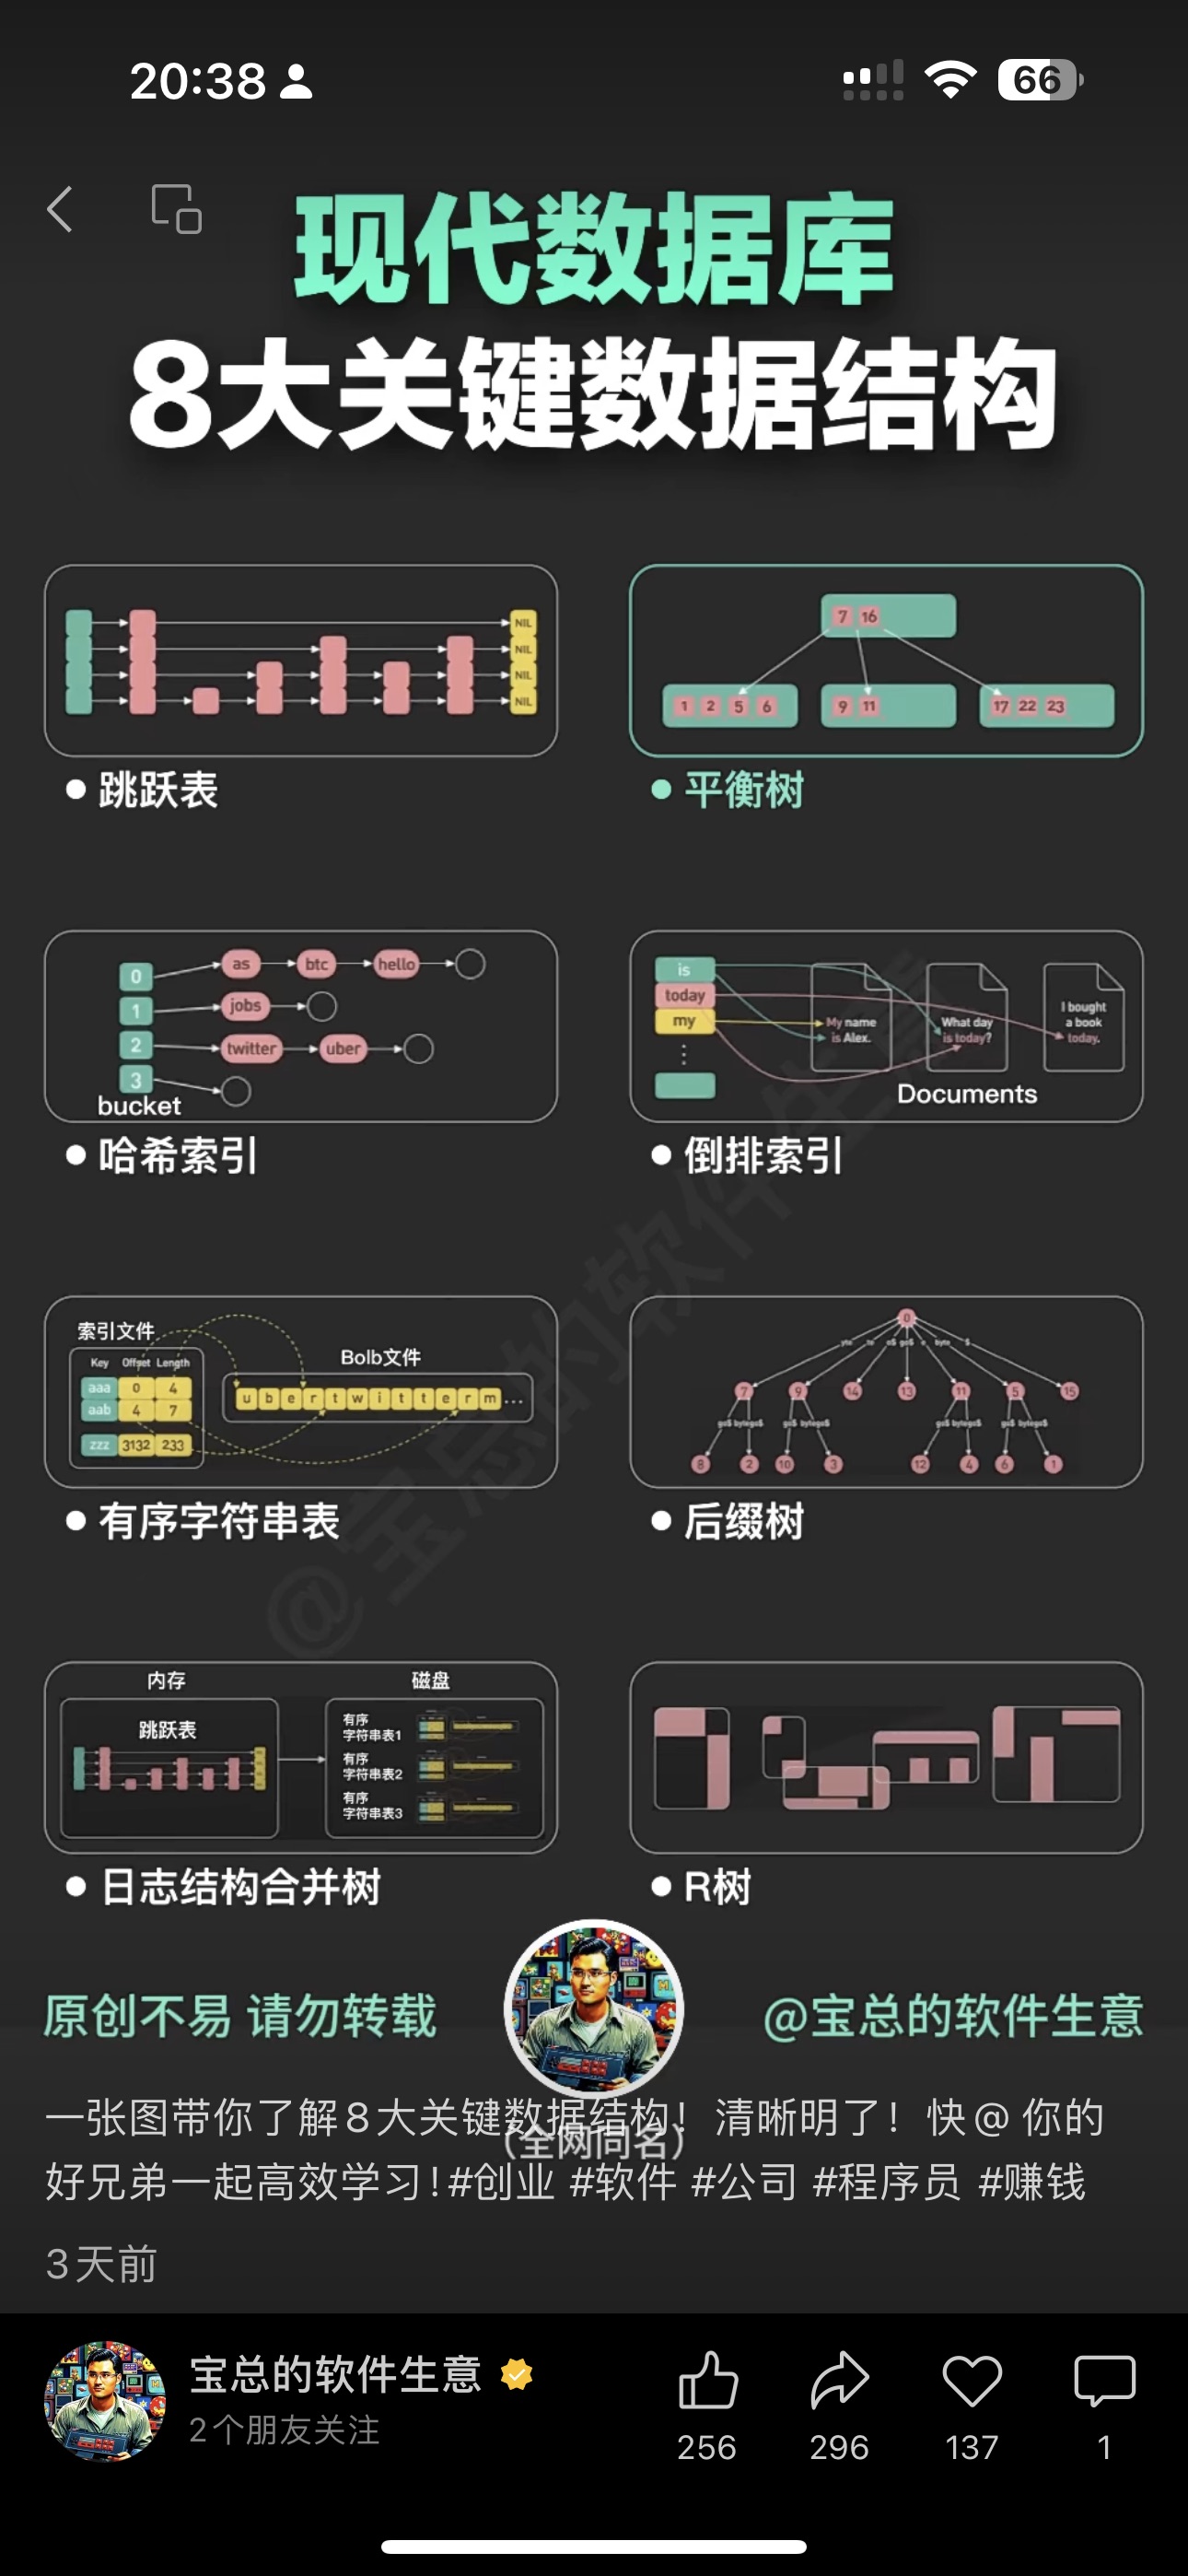 20:38
66
现代数据库
8大关键数据结构
NIL
NIL
NIL
NIL
跳跃表
7 16
1 2 5 6
9 11
17 22 23
平衡树
0 as btc hello
1 jobs
2 twitter uber
3
bucket
哈希索引
is
today
my
My name
is Alex.
What day
is today?
I bought
a book
today.
Documents
倒排索引
索引文件
Key Offset Length
aaa 0 4
aab 4 7
zzz 3132 233
Bolb文件
u b e r t w i t t e r m ...
有序字符串表
0
7 9 14 13 11 5 15
8 2 10 3 12 4 6 1
后缀树
内存
跳跃表
磁盘
有序
字符串表1
有序
字符串表2
有序
字符串表3
日志结构合并树
R树
@宝总的软件生意
原创不易 请勿转载
@宝总的软件生意
(全网同名)
一张图带你了解8大关键数据结构！清晰明了！快@ 你的
好兄弟一起高效学习!#创业 #软件 #公司 #程序员 #赚钱
3天前
宝总的软件生意
2个朋友关注
256
296
137
1